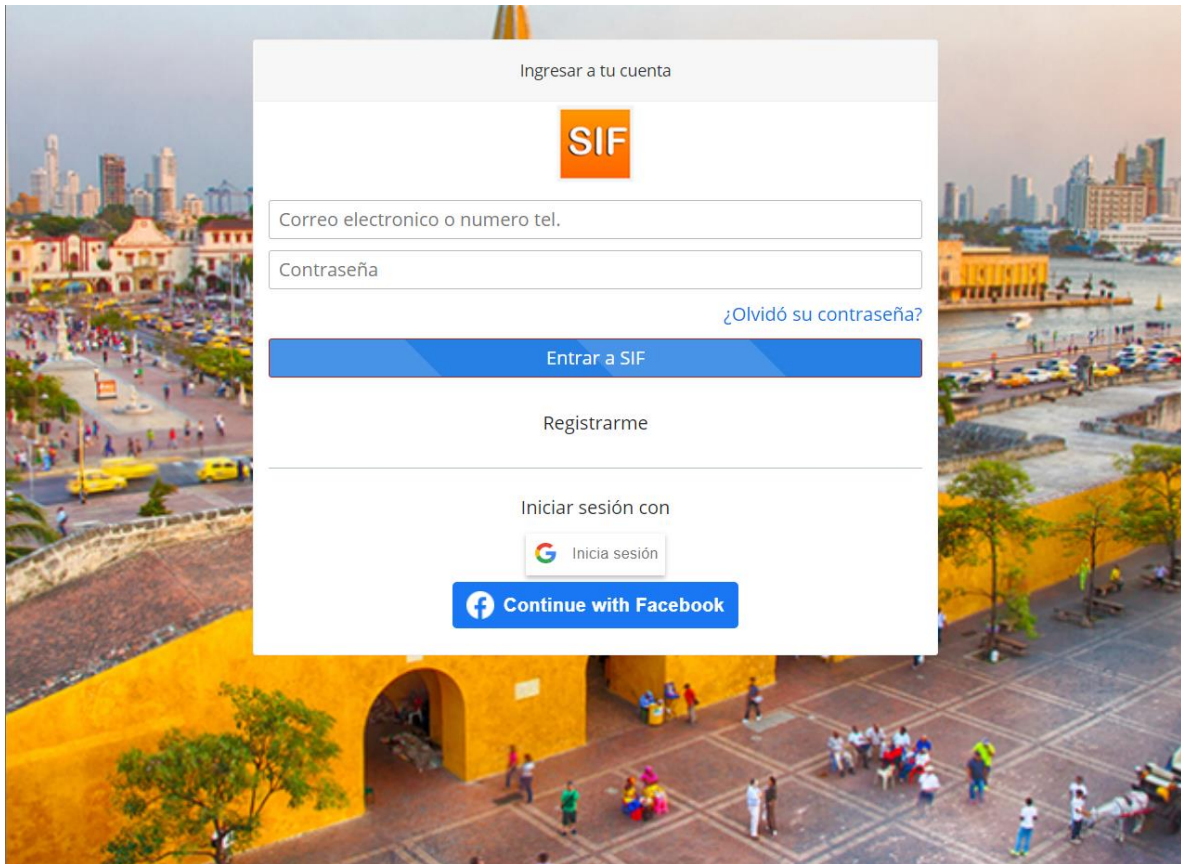 Ingresar a tu cuenta
SIF
Correo electronico o numero tel.
Contraseña
¿Olvidó su contraseña?
Entrar a SIF
Registrarme
Iniciar sesión con
Inicia sesión
Continue with Facebook